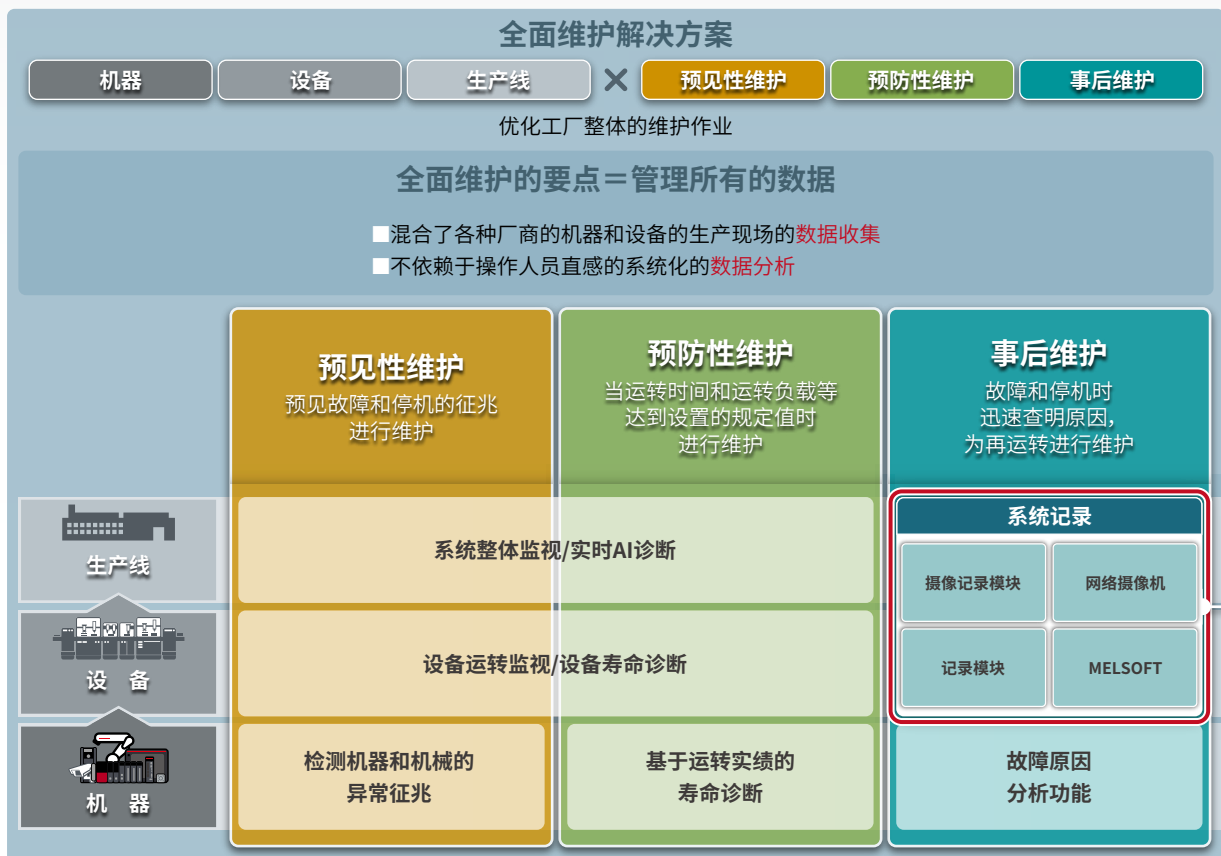 全面维护解决方案
机器 设备 生产线 × 预见性维护 预防性维护 事后维护
优化工厂整体的维护作业
全面维护的要点＝管理所有的数据
■混合了各种厂商的机器和设备的生产现场的数据收集
■不依赖于操作人员直感的系统化的数据分析
预见性维护
预见故障和停机的征兆
进行维护
预防性维护
当运转时间和运转负载等
达到设置的规定值时
进行维护
事后维护
故障和停机时
迅速查明原因，
为再运转进行维护
生产线
系统整体监视/实时AI诊断
系统记录
摄像记录模块 网络摄像机
记录模块 MELSOFT
设 备
设备运转监视/设备寿命诊断
机 器
检测机器和机械的
异常征兆
基于运转实绩的
寿命诊断
故障原因
分析功能